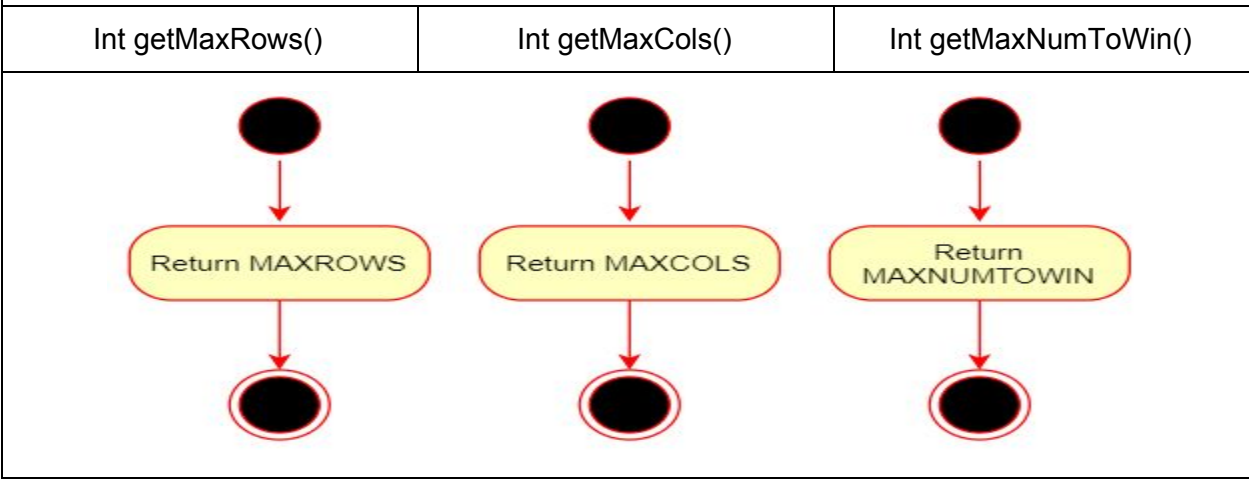 Int getMaxRows()
Int getMaxCols()
Int getMaxNumToWin()
Return MAXROWS
Return MAXCOLS
Return
MAXNUMTOWIN